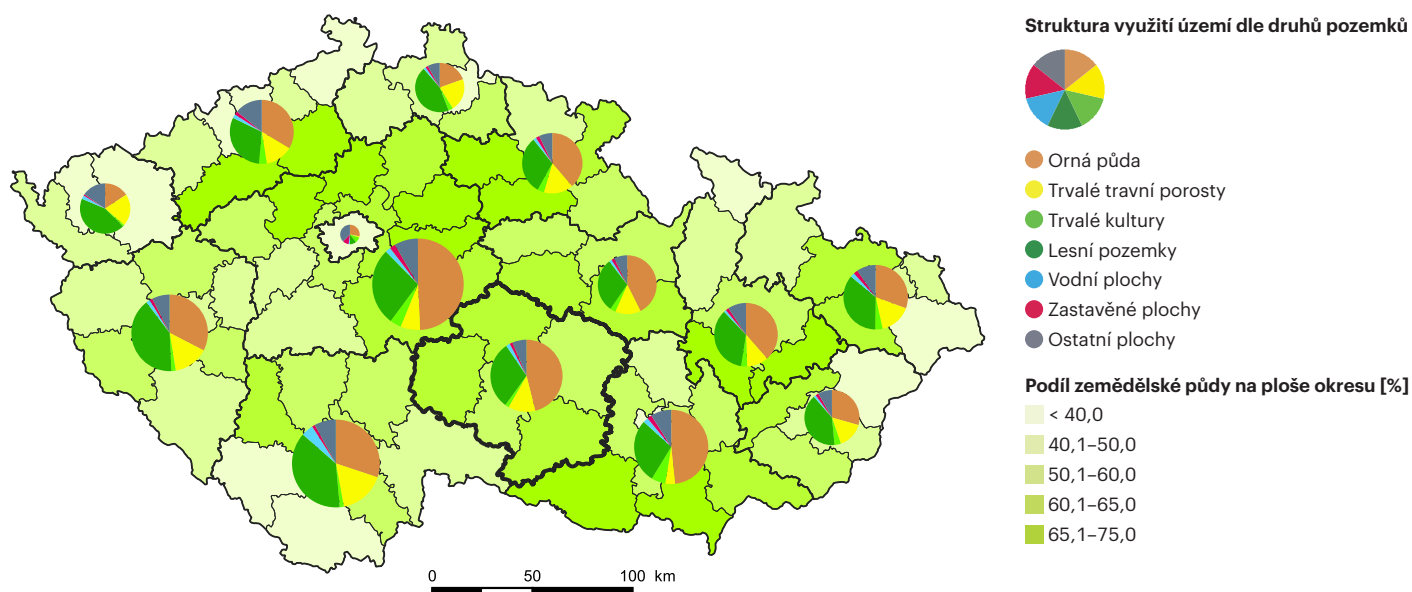 Struktura využití území dle druhů pozemků
Orná půda
Trvalé travní porosty
Trvalé kultury
Lesní pozemky
Vodní plochy
Zastavěné plochy
Ostatní plochy
Podíl zemědělské půdy na ploše okresu [%]
< 40,0
40,1–50,0
50,1–60,0
60,1–65,0
65,1–75,0
0 50 100 km